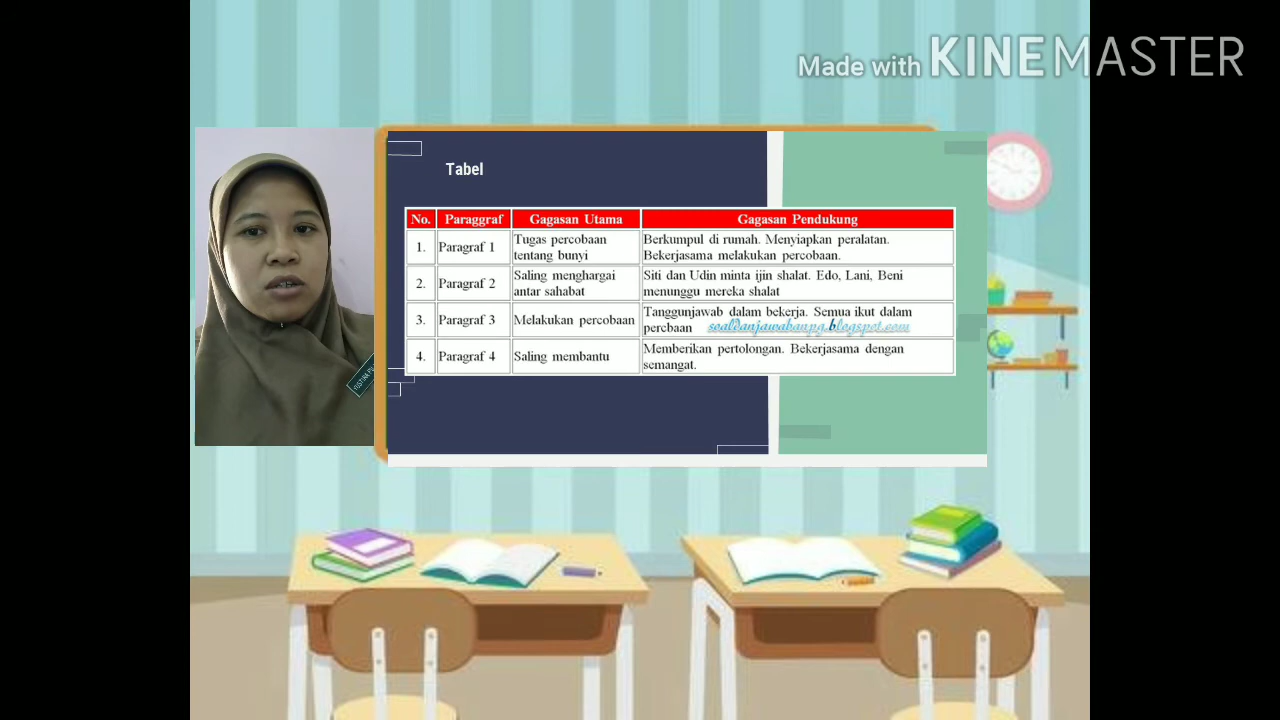 Made with KINEMASTER
Tabel
No. Paraggraf Gagasan Utama Gagasan Pendukung
1. Paragraf 1 Tugas percobaan tentang bunyi Berkumpul di rumah. Menyiapkan peralatan. Bekerjasama melakukan percobaan.
2. Paragraf 2 Saling menghargai antar sahabat Siti dan Udin minta ijin shalat. Edo, Lani, Beni menunggu mereka shalat
3. Paragraf 3 Melakukan percobaan Tanggunjawab dalam bekerja. Semua ikut dalam percbaan
soaldanjawabanpg.blogspot.com
4. Paragraf 4 Saling membantu Memberikan pertolongan. Bekerjasama dengan semangat.